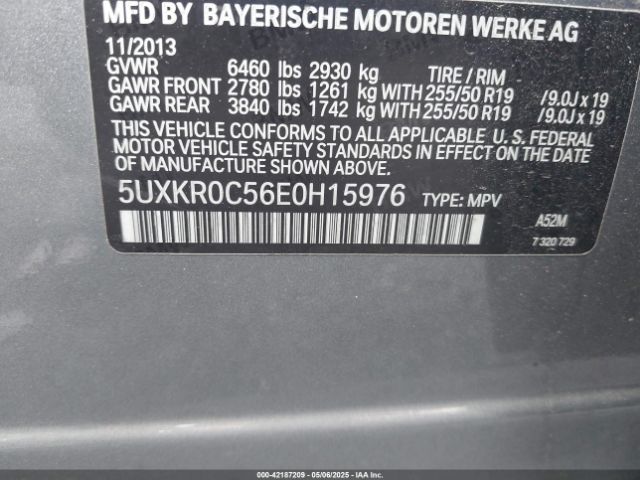 MFD BY BAYERISCHE MOTOREN WERKE AG
11/2013
GVWR 6460 lbs 2930 kg TIRE / RIM
GAWR FRONT 2780 lbs 1261 kg WITH 255/50 R19 /9.0J x 19
GAWR REAR 3840 lbs 1742 kg WITH 255/50 R19 /9.0J x 19
THIS VEHICLE CONFORMS TO ALL APPLICABLE U. S. FEDERAL
MOTOR VEHICLE SAFETY STANDARDS IN EFFECT ON THE DATE
OF MANUFACTURE SHOWN ABOVE.
5UXKR0C56E0H15976 TYPE: MPV
A52M
7 320 729
000-42187209 - 05/06/2025 - IAAI.COM